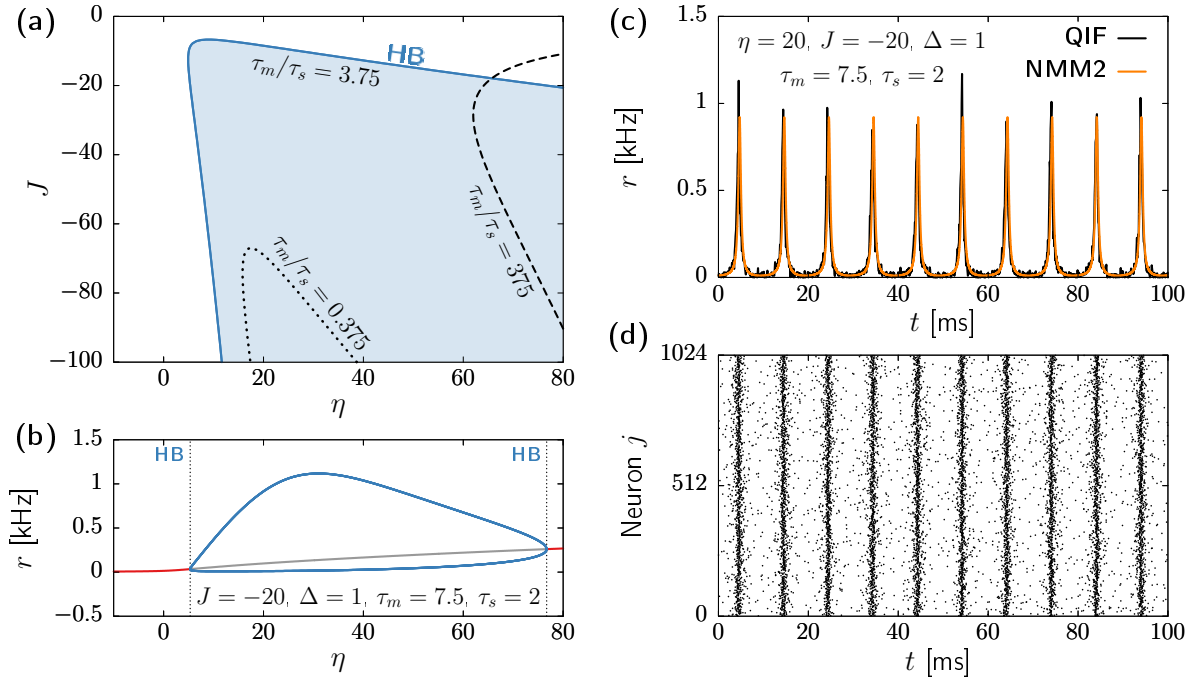 (a)
J
0
−20
−40
−60
−80
−100
HB
τm/τs = 3.75
τm/τs = 375
τm/τs = 0.375
0
20
40
60
80
η
(b)
r [kHz]
1.5
1
0.5
0
−0.5
HB
HB
J = −20, Δ = 1, τm = 7.5, τs = 2
0
20
40
60
80
η
(c)
r [kHz]
1.5
1
0.5
0
η = 20, J = −20, Δ = 1
τm = 7.5, τs = 2
QIF
NMM2
0
20
40
60
80
100
t [ms]
(d)
Neuron j
1024
512
0
0
20
40
60
80
100
t [ms]